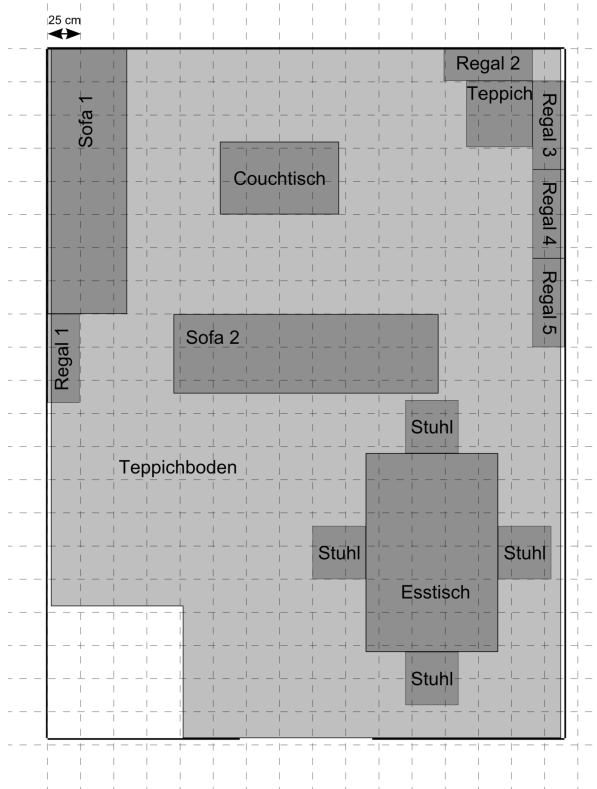 25 cm
Regal 2
Sofa 1
Teppich
Regal 3
Couchtisch
Regal 4
Regal 5
Sofa 2
Regal 1
Stuhl
Teppichboden
Stuhl
Stuhl
Esstisch
Stuhl